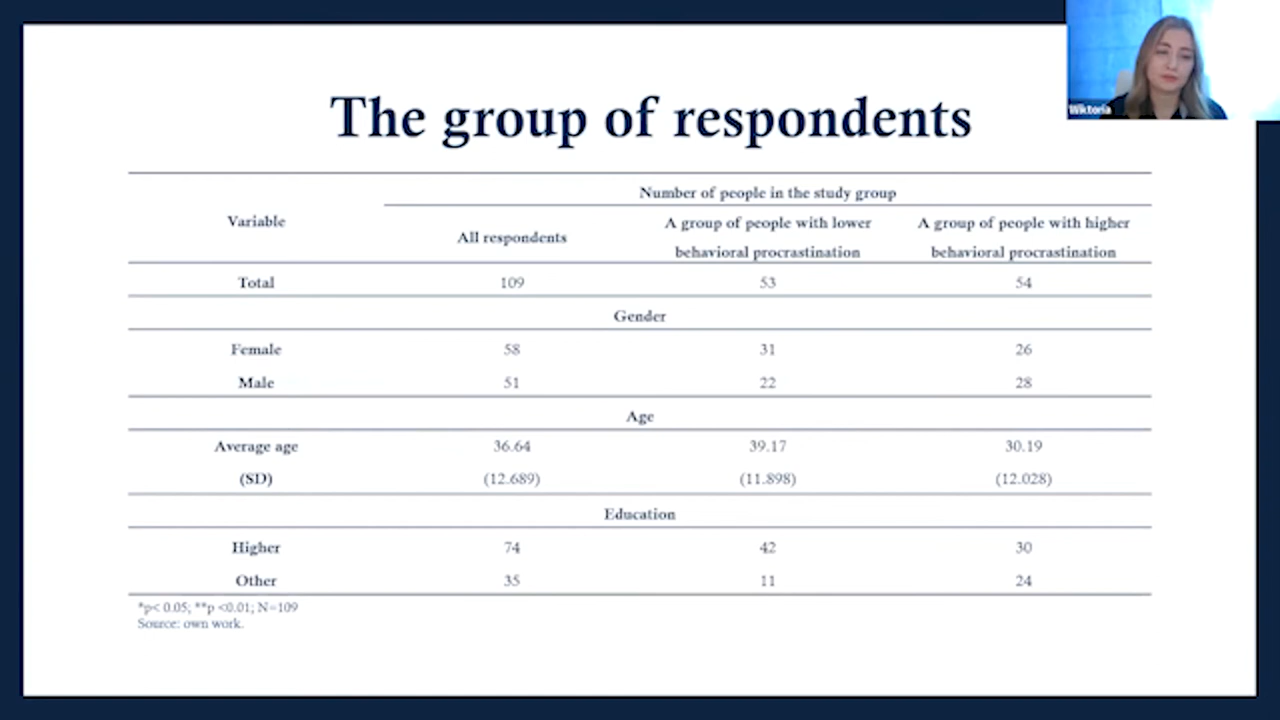 Wiktoria
The group of respondents
Number of people in the study group
Variable
All respondents
A group of people with lower
behavioral procrastination
A group of people with higher
behavioral procrastination
Total 109 53 54
Gender
Female 58 31 26
Male 51 22 28
Age
Average age 36.64 39.17 30.19
(SD) (12.689) (11.898) (12.028)
Education
Higher 74 42 30
Other 35 11 24
*p< 0.05; **p <0.01; N=109
Source: own work.